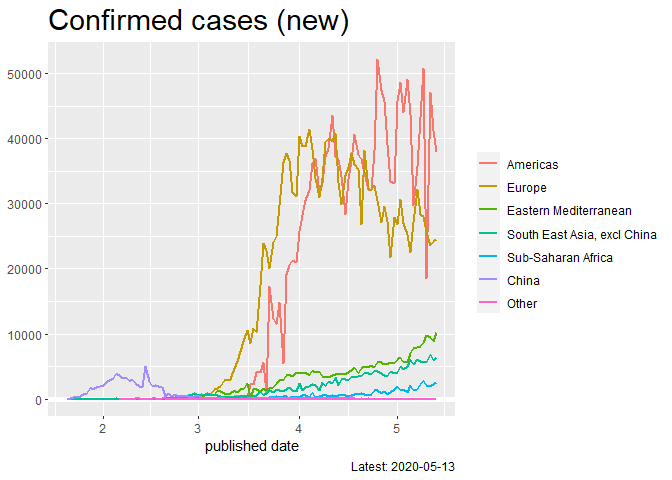 Confirmed cases (new)
50000
40000
30000
20000
10000
0
2 3 4 5
published date
Americas
Europe
Eastern Mediterranean
South East Asia, excl China
Sub-Saharan Africa
China
Other
Latest: 2020-05-13